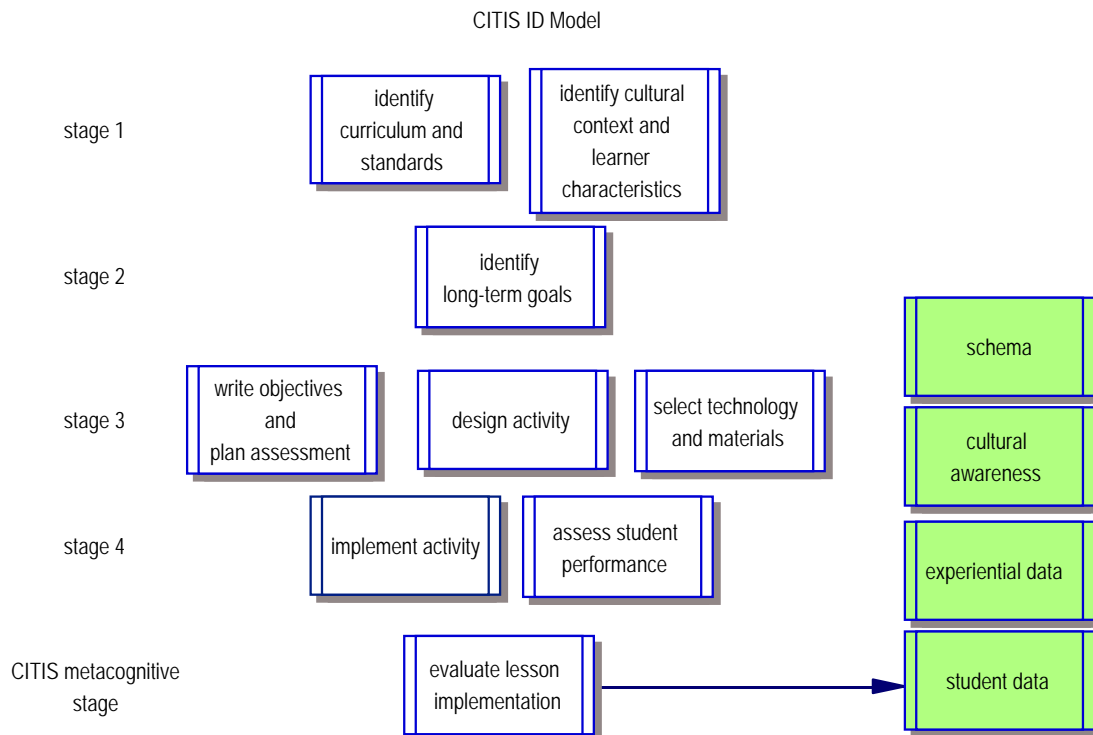 CITIS ID Model
stage 1
identify
curriculum and
standards
identify cultural
context and
learner
characteristics
stage 2
identify
long-term goals
schema
stage 3
write objectives
and
plan assessment
design activity
select technology
and materials
cultural
awareness
stage 4
implement activity
assess student
performance
experiential data
CITIS metacognitive
stage
evaluate lesson
implementation
student data